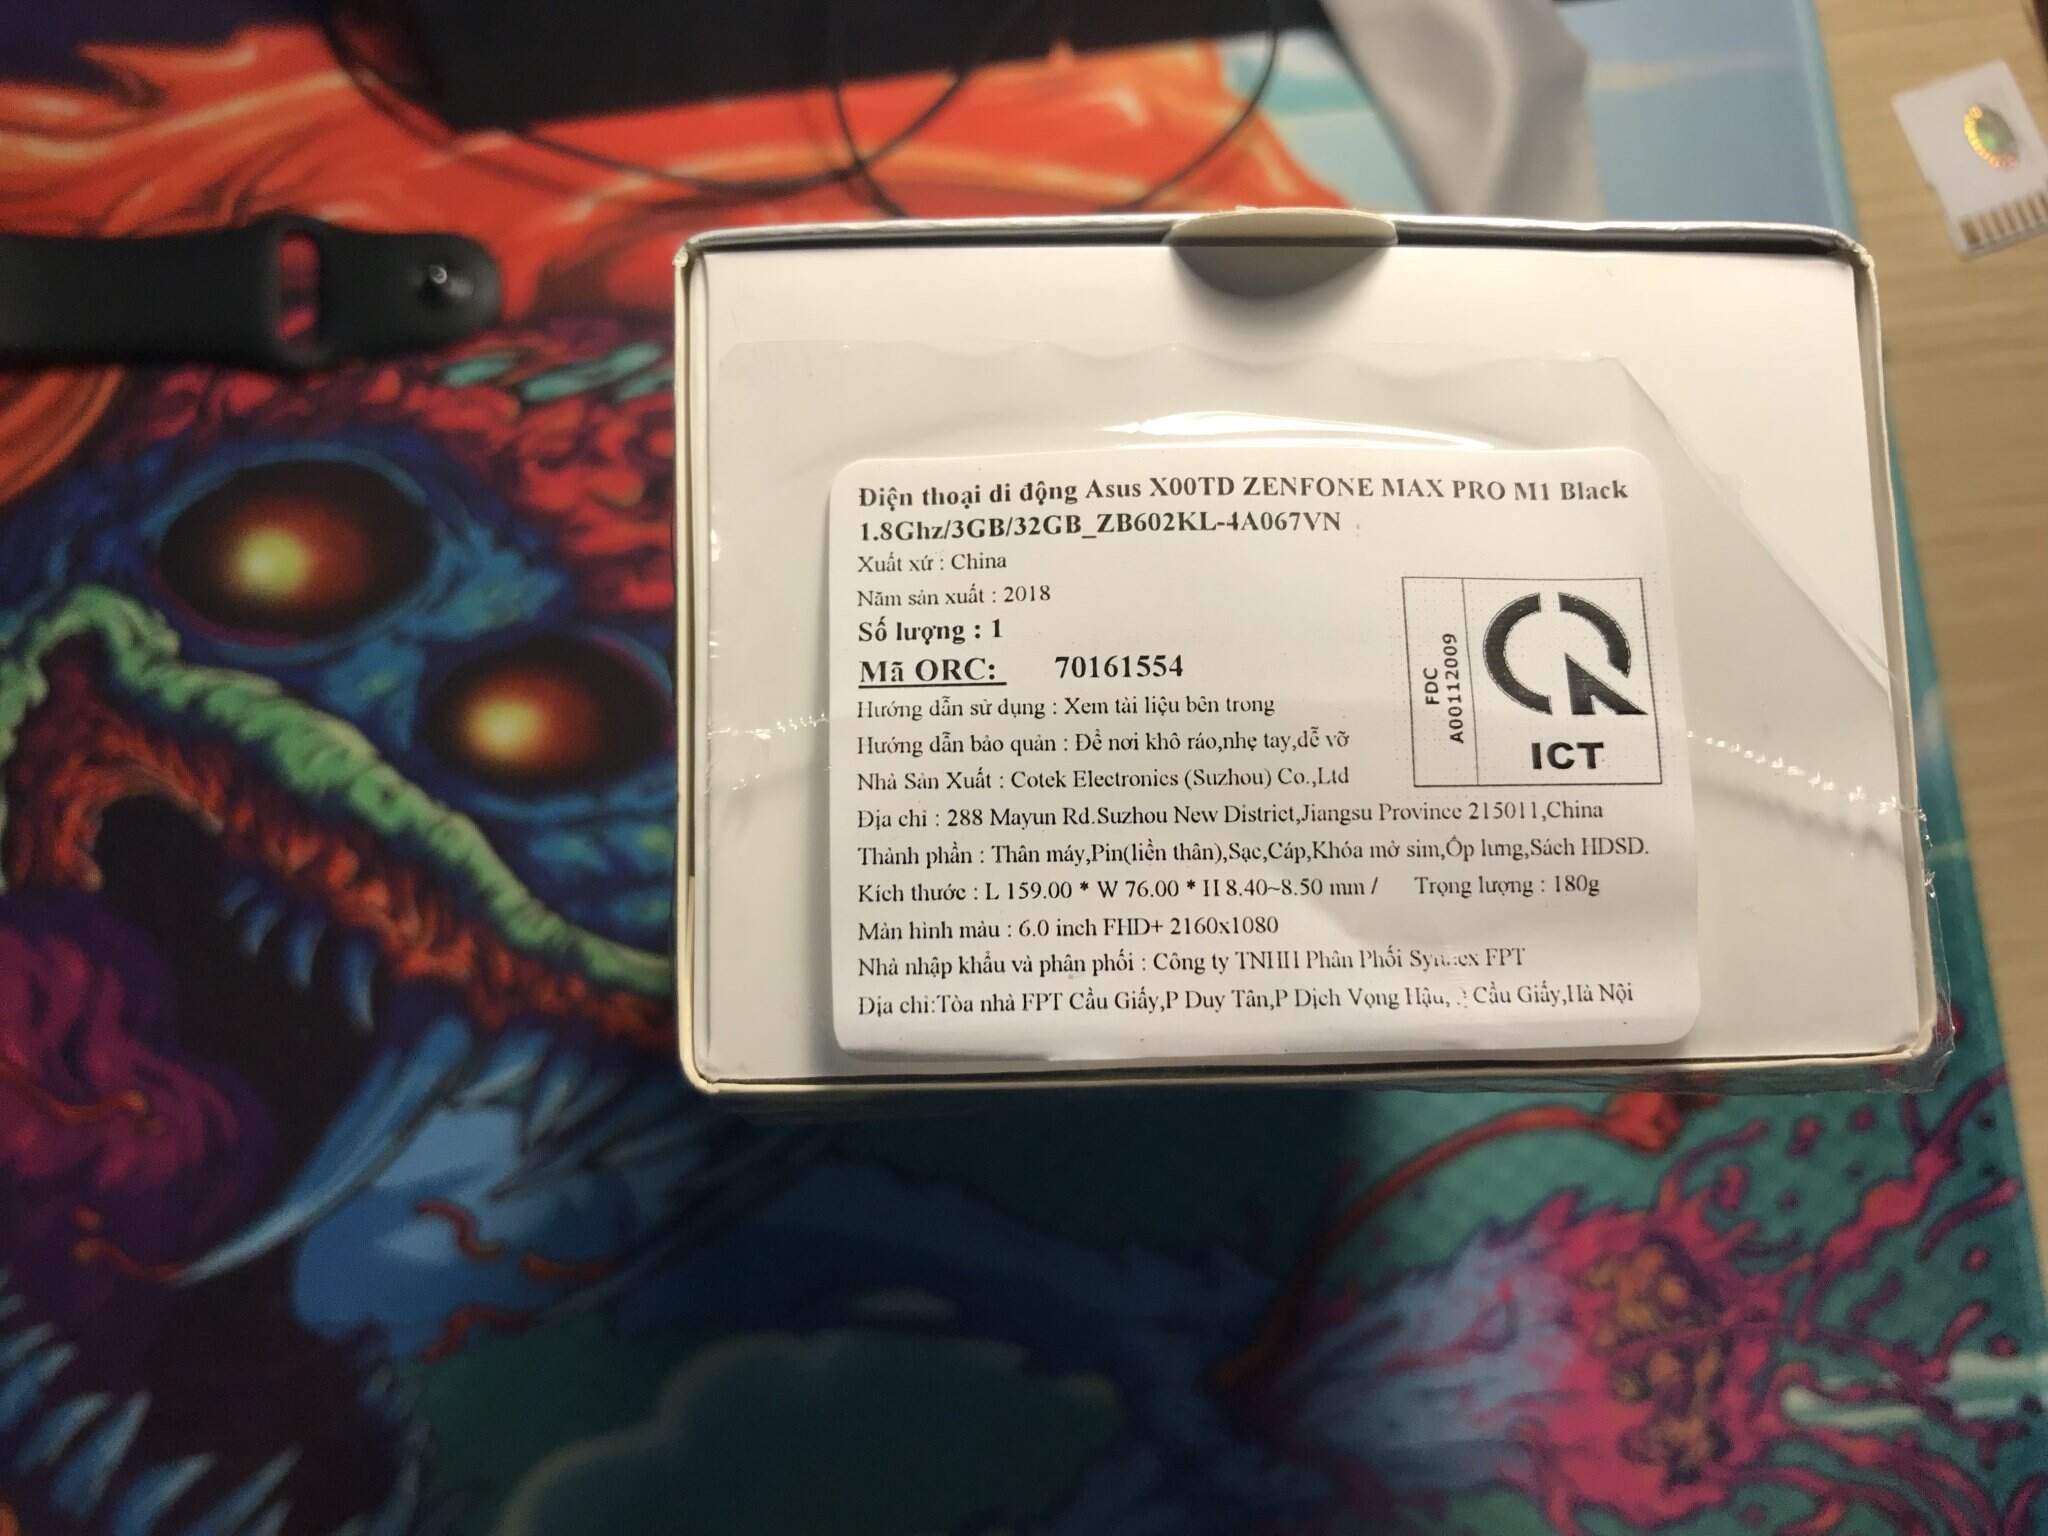 Điện thoại di động Asus X00TD ZENFONE MAX PRO M1 Black
1.8Ghz/3GB/32GB_ZB602KL-4A067VN
Xuất xứ : China
Năm sản xuất : 2018
Số lượng : 1
Mã ORC: 70161554
Hướng dẫn sử dụng : Xem tài liệu bên trong
Hướng dẫn bảo quản : Để nơi khô ráo,nhẹ tay,dễ vỡ
Nhà Sản Xuất : Cotek Electronics (Suzhou) Co.,Ltd
Địa chỉ : 288 Mayun Rd.Suzhou New District,Jiangsu Province 215011,China
Thành phần : Thân máy,Pin(liền thân),Sạc,Cáp,Khóa mở sim,Ốp lưng,Sách HDSD.
Kích thước : L 159.00 * W 76.00 * H 8.40~8.50 mm / Trọng lượng : 180g
Màn hình màu : 6.0 inch FHD+ 2160x1080
Nhà nhập khẩu và phân phối : Công ty TNHH Phân Phối FPT
Địa chỉ:Tòa nhà FPT Cầu Giấy,P Duy Tân,P Dịch Vọng Hậu, Cầu Giấy,Hà Nội
FDC
A00112009
ICT